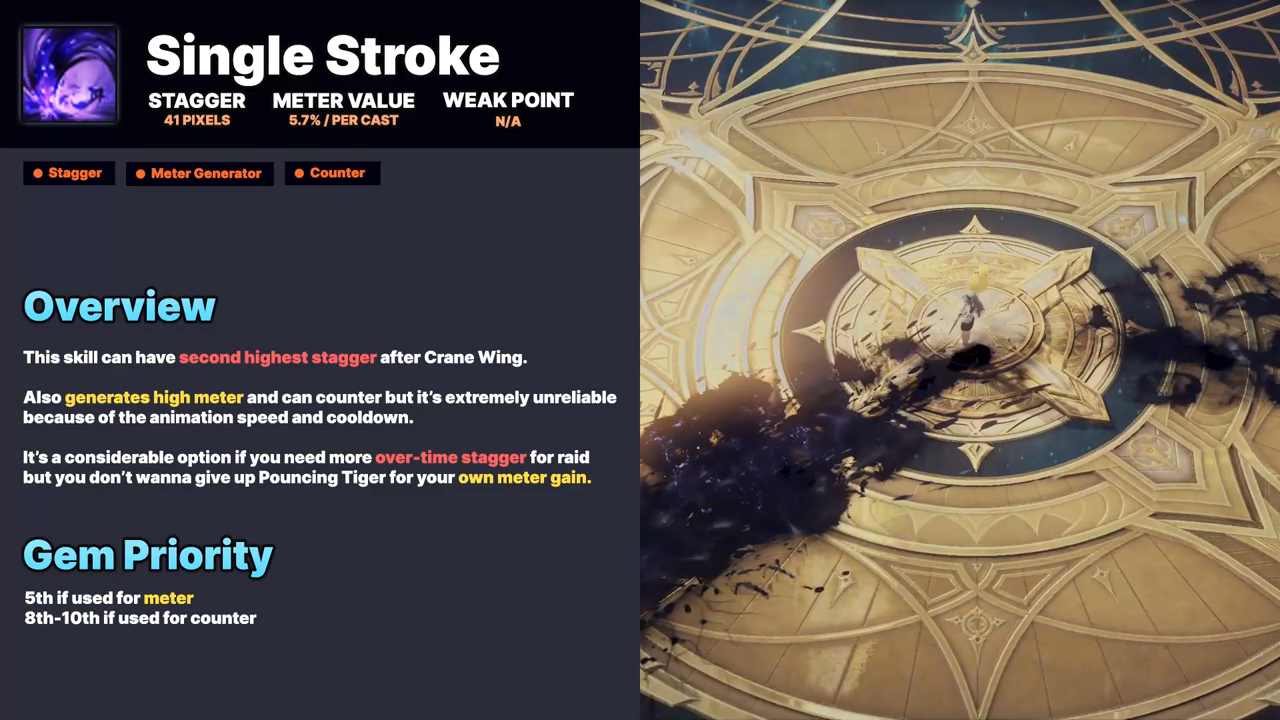 Single Stroke
STAGGER METER VALUE WEAK POINT
41 PIXELS 5.7% / PER CAST N/A
Stagger Meter Generator Counter
Overview
This skill can have second highest stagger after Crane Wing.
Also generates high meter and can counter but it's extremely unreliable
because of the animation speed and cooldown.
It's a considerable option if you need more over-time stagger for raid
but you don't wanna give up Pouncing Tiger for your own meter gain.
Gem Priority
5th if used for meter
8th-10th if used for counter